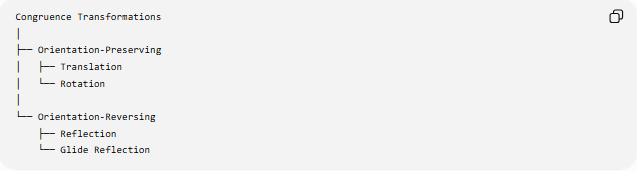 Congruence Transformations
│
├── Orientation-Preserving
│   ├── Translation
│   └── Rotation
│
└── Orientation-Reversing
    ├── Reflection
    └── Glide Reflection